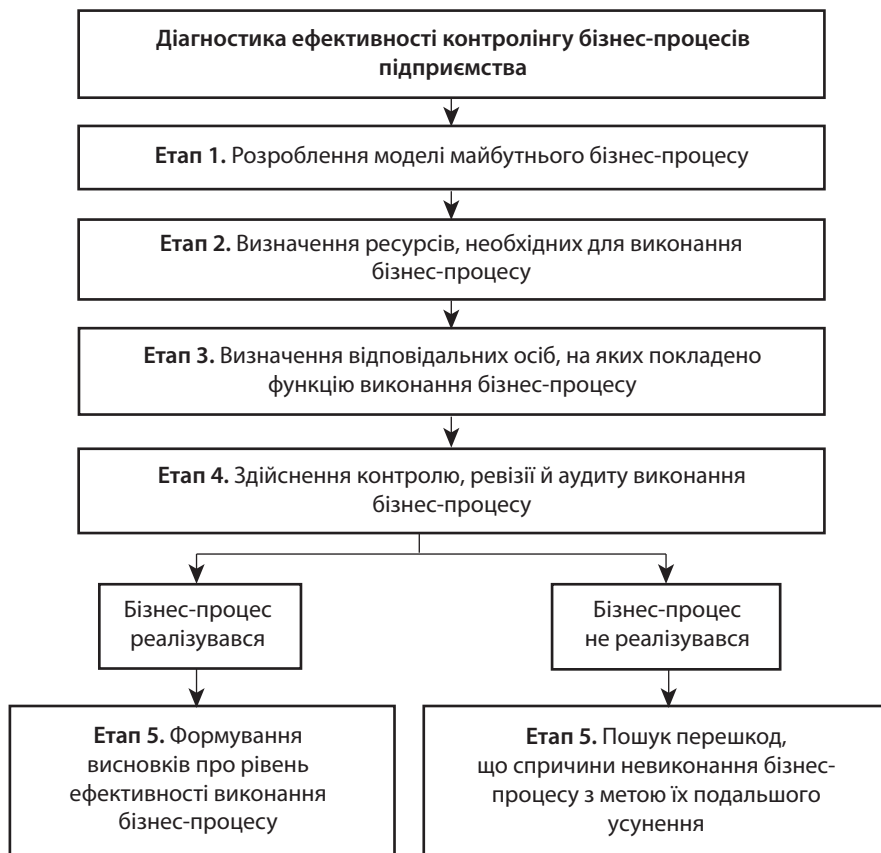 Діагностика ефективності контролінгу бізнес-процесів
підприємства
Етап 1. Розроблення моделі майбутнього бізнес-процесу
Етап 2. Визначення ресурсів, необхідних для виконання
бізнес-процесу
Етап 3. Визначення відповідальних осіб, на яких покладено
функцію виконання бізнес-процесу
Етап 4. Здійснення контролю, ревізії й аудиту виконання
бізнес-процесу
Бізнес-процес
реалізувався
Бізнес-процес
не реалізувався
Етап 5. Формування
висновків про рівень
ефективності виконання
бізнес-процесу
Етап 5. Пошук перешкод,
що спричини невиконання бізнес-
процесу з метою їх подальшого
усунення